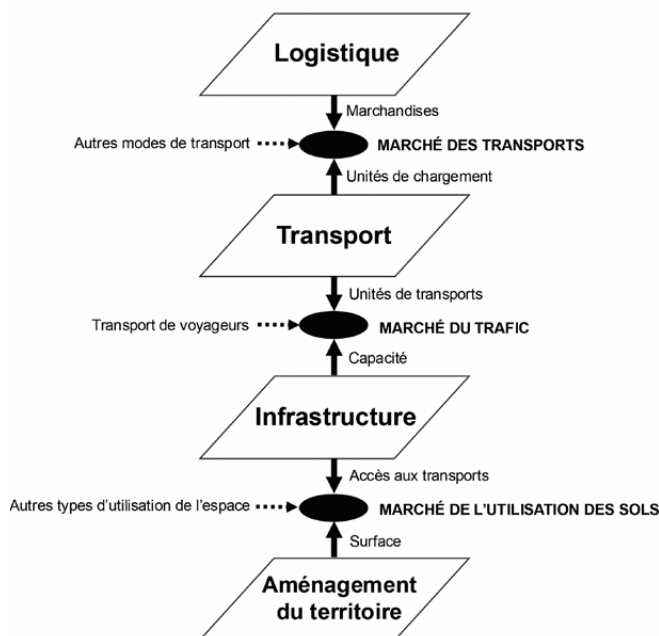 Logistique
Marchandises
Autres modes de transport
MARCHÉ DES TRANSPORTS
Unités de chargement
Transport
Unités de transports
Transport de voyageurs
MARCHÉ DU TRAFIC
Capacité
Infrastructure
Accès aux transports
Autres types d'utilisation de l'espace
MARCHÉ DE L'UTILISATION DES SOLS
Surface
Aménagement
du territoire